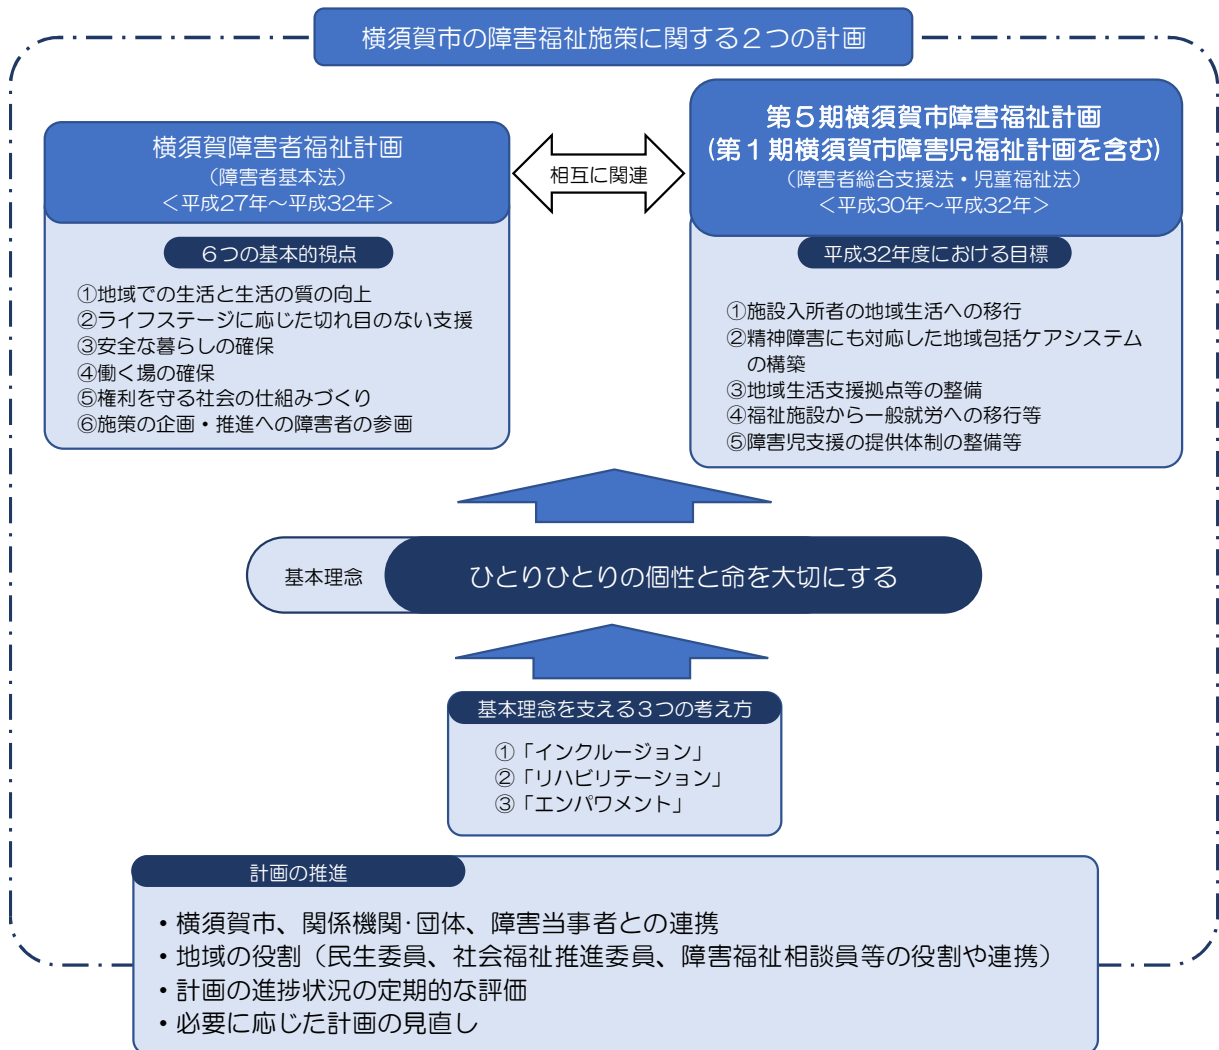 横須賀市の障害福祉施策に関する２つの計画
横須賀障害者福祉計画
（障害者基本法）
＜平成27年～平成32年＞
６つの基本的視点
①地域での生活と生活の質の向上
②ライフステージに応じた切れ目のない支援
③安全な暮らしの確保
④働く場の確保
⑤権利を守る社会の仕組みづくり
⑥施策の企画・推進への障害者の参画
相互に関連
第５期横須賀市障害福祉計画
(第１期横須賀市障害児福祉計画を含む)
（障害者総合支援法・児童福祉法）
＜平成30年～平成32年＞
平成32年度における目標
①施設入所者の地域生活への移行
②精神障害にも対応した地域包括ケアシステム
の構築
③地域生活支援拠点等の整備
④福祉施設から一般就労への移行等
⑤障害児支援の提供体制の整備等
基本理念
ひとりひとりの個性と命を大切にする
基本理念を支える３つの考え方
①「インクルージョン」
②「リハビリテーション」
③「エンパワメント」
計画の推進
・横須賀市、関係機関･団体、障害当事者との連携
・地域の役割（民生委員、社会福祉推進委員、障害福祉相談員等の役割や連携）
・計画の進捗状況の定期的な評価
・必要に応じた計画の見直し